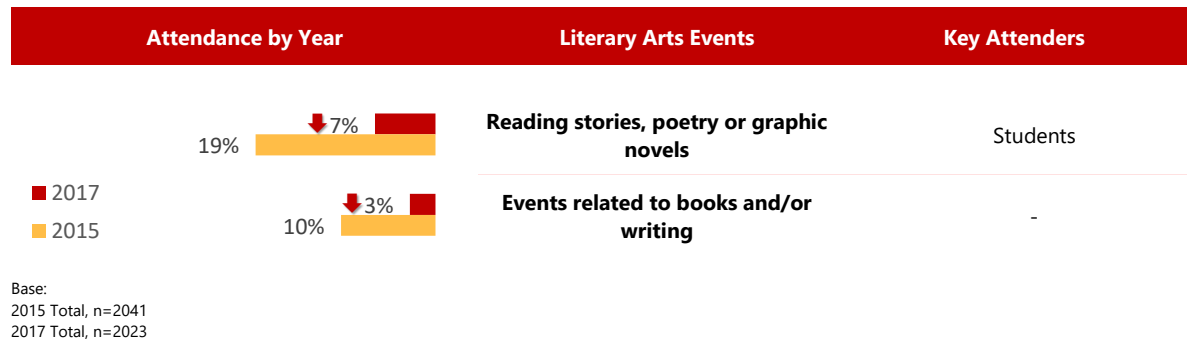 Attendance by Year
Literary Arts Events
Key Attenders
7%
19%
Reading stories, poetry or graphic
novels
Students
2017
2015
3%
10%
Events related to books and/or
writing
-
Base:
2015 Total, n=2041
2017 Total, n=2023